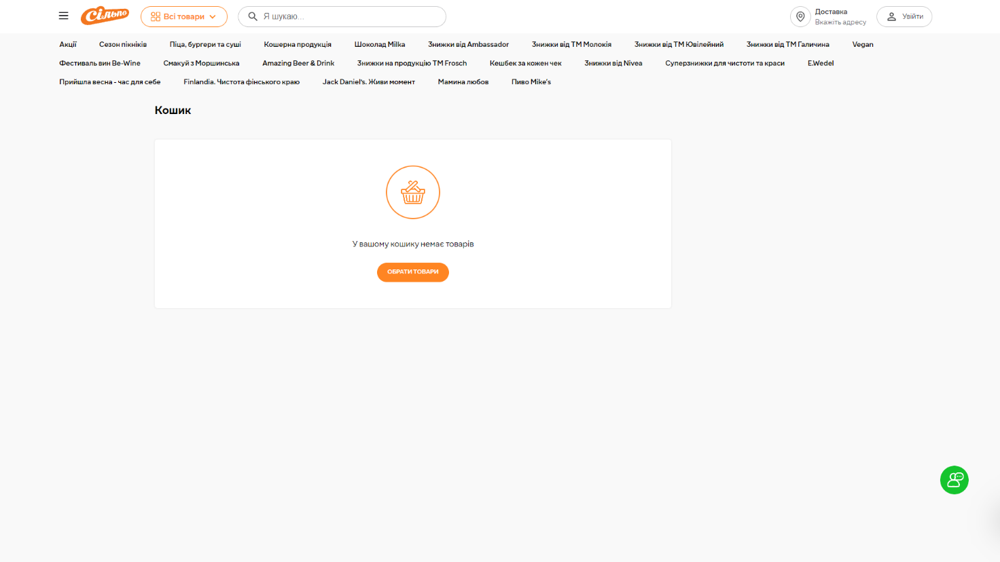 Сільпо
Всі товари
Я шукаю...
Доставка
Вкажіть адресу
Увійти
Акції Сезон пікніків Піца, бургери та суші Кошерна продукція Шоколад Milka Знижки від Ambassador Знижки від ТМ Молокія Знижки від ТМ Ювілейний Знижки від ТМ Галичина Vegan
Фестиваль вин Be-Wine Смакуй з Моршинська Amazing Beer & Drink Знижки на продукцію ТМ Frosch Кешбек за кожен чек Знижки від Nivea Суперзнижки для чистоти та краси E.Wedel
Прийшла весна - час для себе Finlandia. Чистота фінського краю Jack Daniel's. Живи момент Мамина любов Пиво Mike's
Кошик
У вашому кошику немає товарів
ОБРАТИ ТОВАРИ